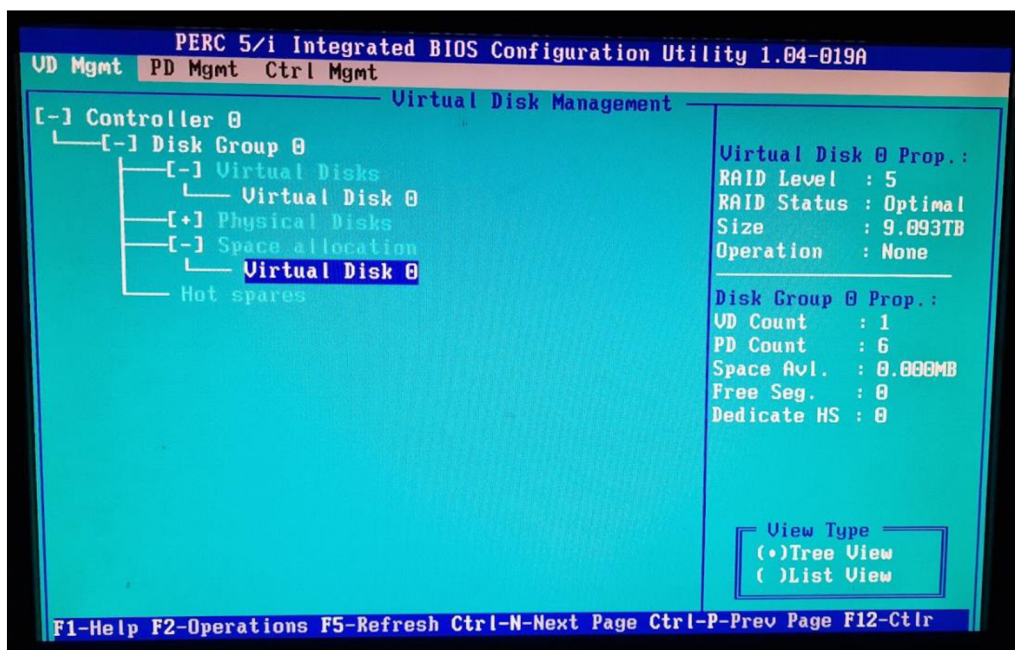 PERC 5/i Integrated BIOS Configuration Utility 1.04-019A
VD Mgmt PD Mgmt Ctrl Mgmt
Virtual Disk Management
[-] Controller 0
[-] Disk Group 0
[-] Virtual Disks
Virtual Disk 0
[+] Physical Disks
[-] Space allocation
Virtual Disk 0
Hot spares
Virtual Disk 0 Prop.:
RAID Level : 5
RAID Status : Optimal
Size : 9.093TB
Operation : None
Disk Group 0 Prop.:
VD Count : 1
PD Count : 6
Space Avl. : 0.000MB
Free Seg. : 0
Dedicate HS : 0
View Type
(•)Tree View
( )List View
F1-Help F2-Operations F5-Refresh Ctrl-N-Next Page Ctrl-P-Prev Page F12-Ctlr